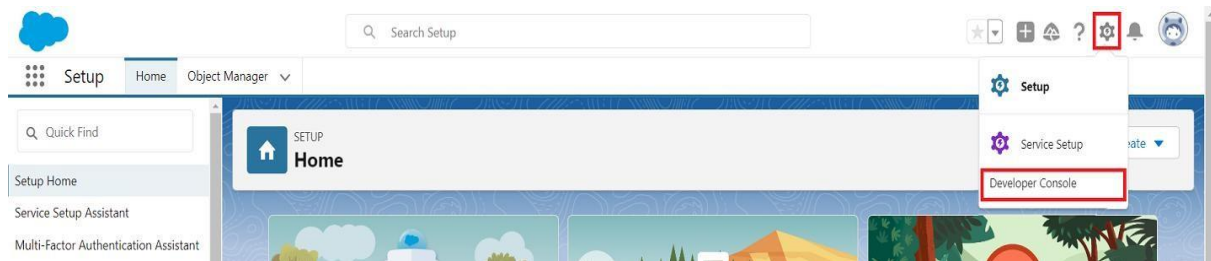 Search Setup
Setup Home Object Manager
Setup
Quick Find
SETUP
Home
Service Setup
eate
Developer Console
Setup Home
Service Setup Assistant
Multi-Factor Authentication Assistant